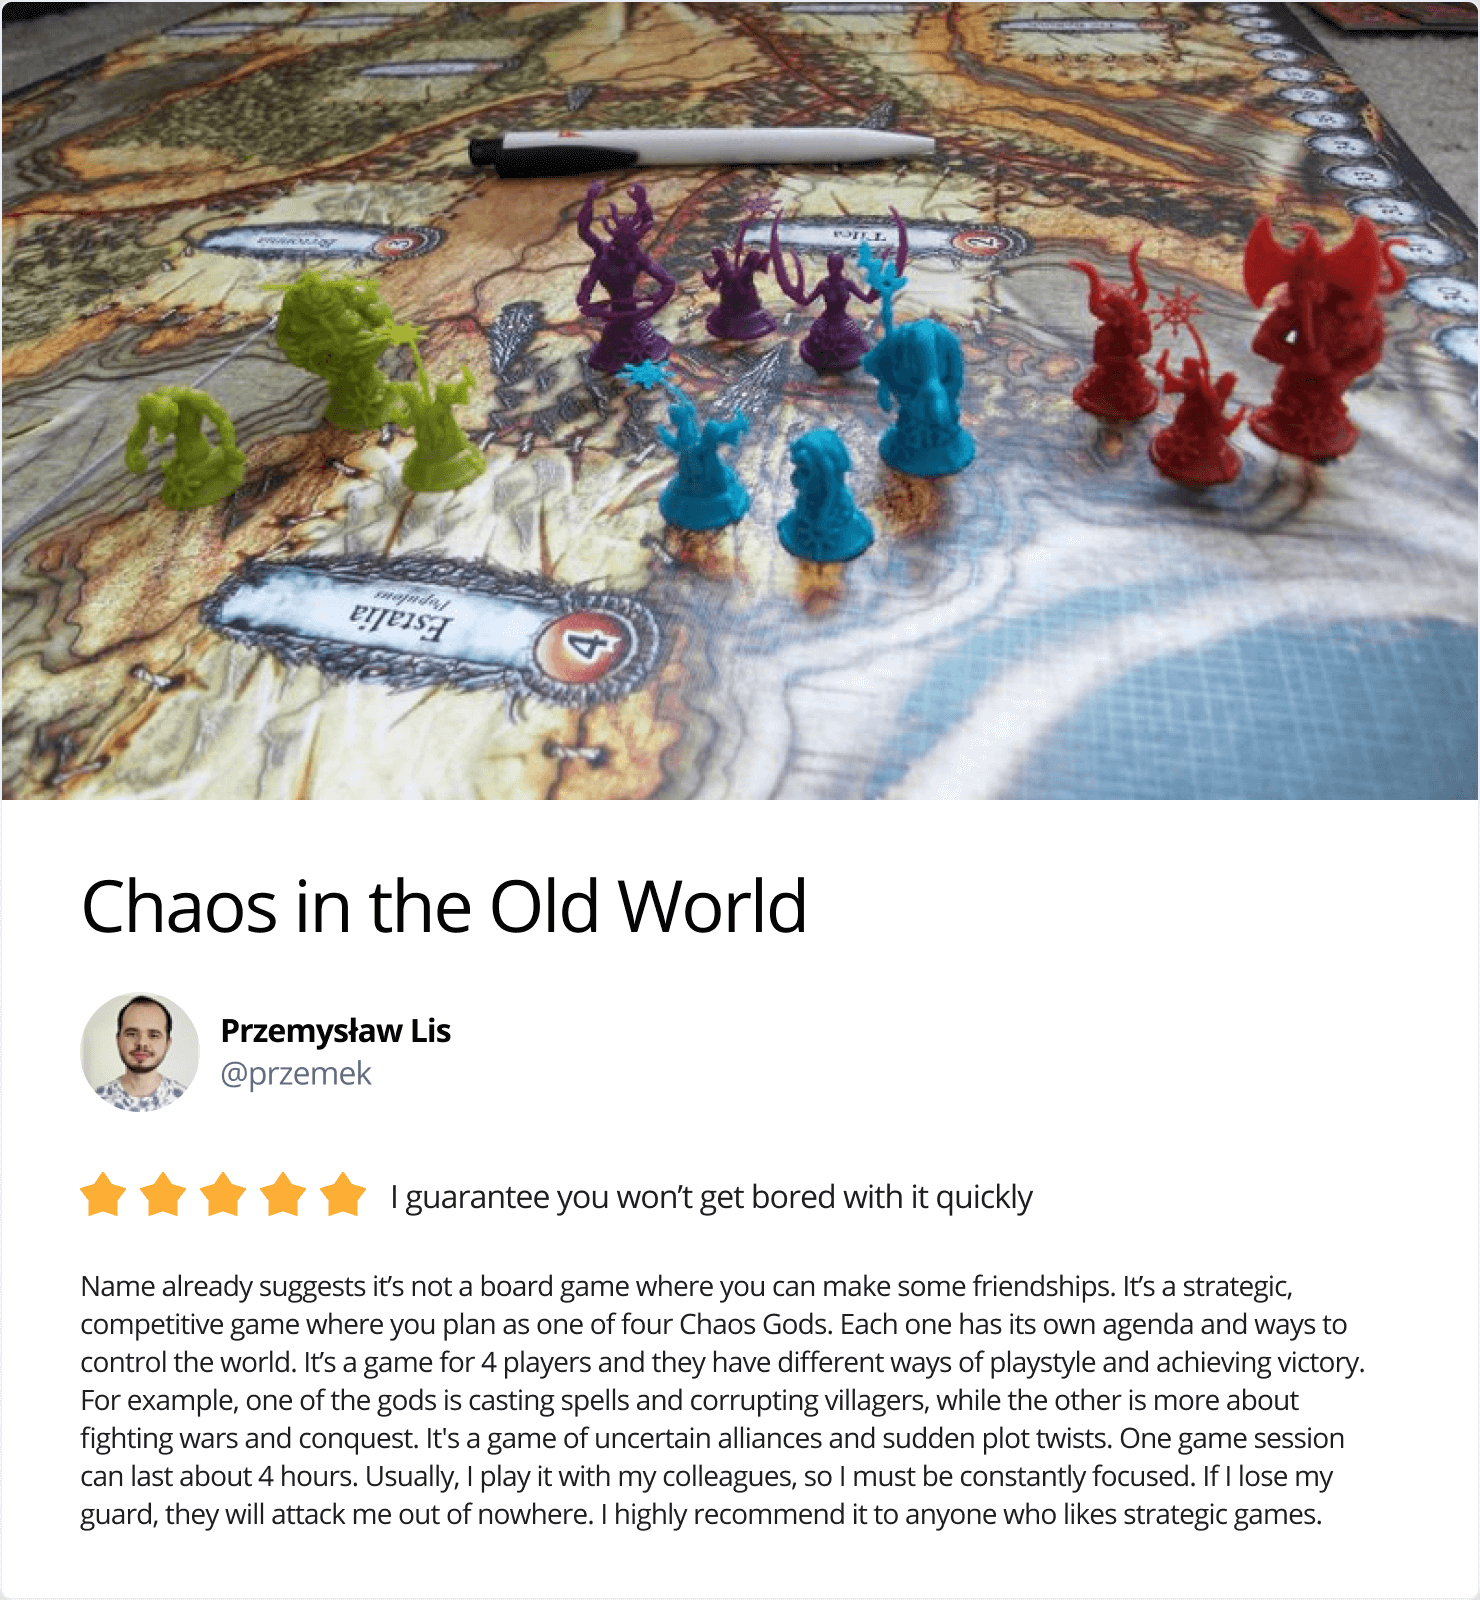 Bretonnia
3
Tilea
2
Estalia
Populous
4
Chaos in the Old World
Przemysław Lis
@przemek
I guarantee you won’t get bored with it quickly
Name already suggests it’s not a board game where you can make some friendships. It’s a strategic,
competitive game where you plan as one of four Chaos Gods. Each one has its own agenda and ways to
control the world. It’s a game for 4 players and they have different ways of playstyle and achieving victory.
For example, one of the gods is casting spells and corrupting villagers, while the other is more about
fighting wars and conquest. It's a game of uncertain alliances and sudden plot twists. One game session
can last about 4 hours. Usually, I play it with my colleagues, so I must be constantly focused. If I lose my
guard, they will attack me out of nowhere. I highly recommend it to anyone who likes strategic games.